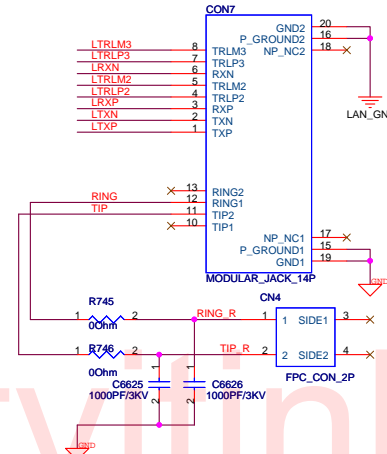 CON7
GND2 20
P_GROUND2 16
NP_NC2 18
LTRLM3 8 TRLM3
LTRLP3 7 TRLP3
LRXN 6 RXN
LTRLM2 5 TRLM2
LTRLP2 4 TRLP2
LRXP 3 RXP
LTXN 2 TXN
LTXP 1 TXP
LAN_GN
13 RING2
RING 12 RING1
TIP 11 TIP2
10 TIP1
NP_NC1 17
P_GROUND1 15
GND1 19
MODULAR_JACK_14P
GND
CN4
R745
1 2 RING_R 1 1 SIDE1 3
0Ohm
R746
1 2 TIP_R 2 2 SIDE2 4
0Ohm
FPC_CON_2P
1 1
C6625 C6626
1000PF/3KV 1000PF/3KV
2 2
GND